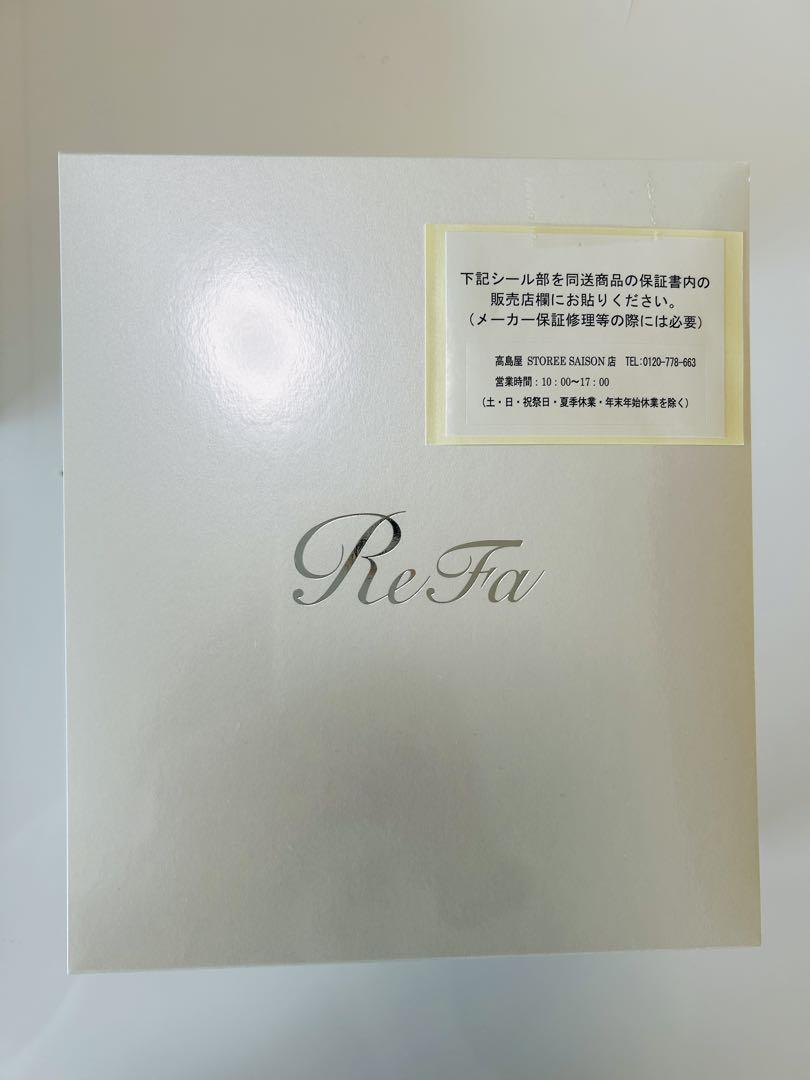 下記シール部を同送商品の保証書内の
販売店欄にお貼りください。
（メーカー保証修理等の際には必要）
高島屋 STOREE SAISON 店 TEL:0120-778-663
営業時間：10：00〜17：00
（土・日・祝祭日・夏季休業・年末年始休業を除く）
ReFa